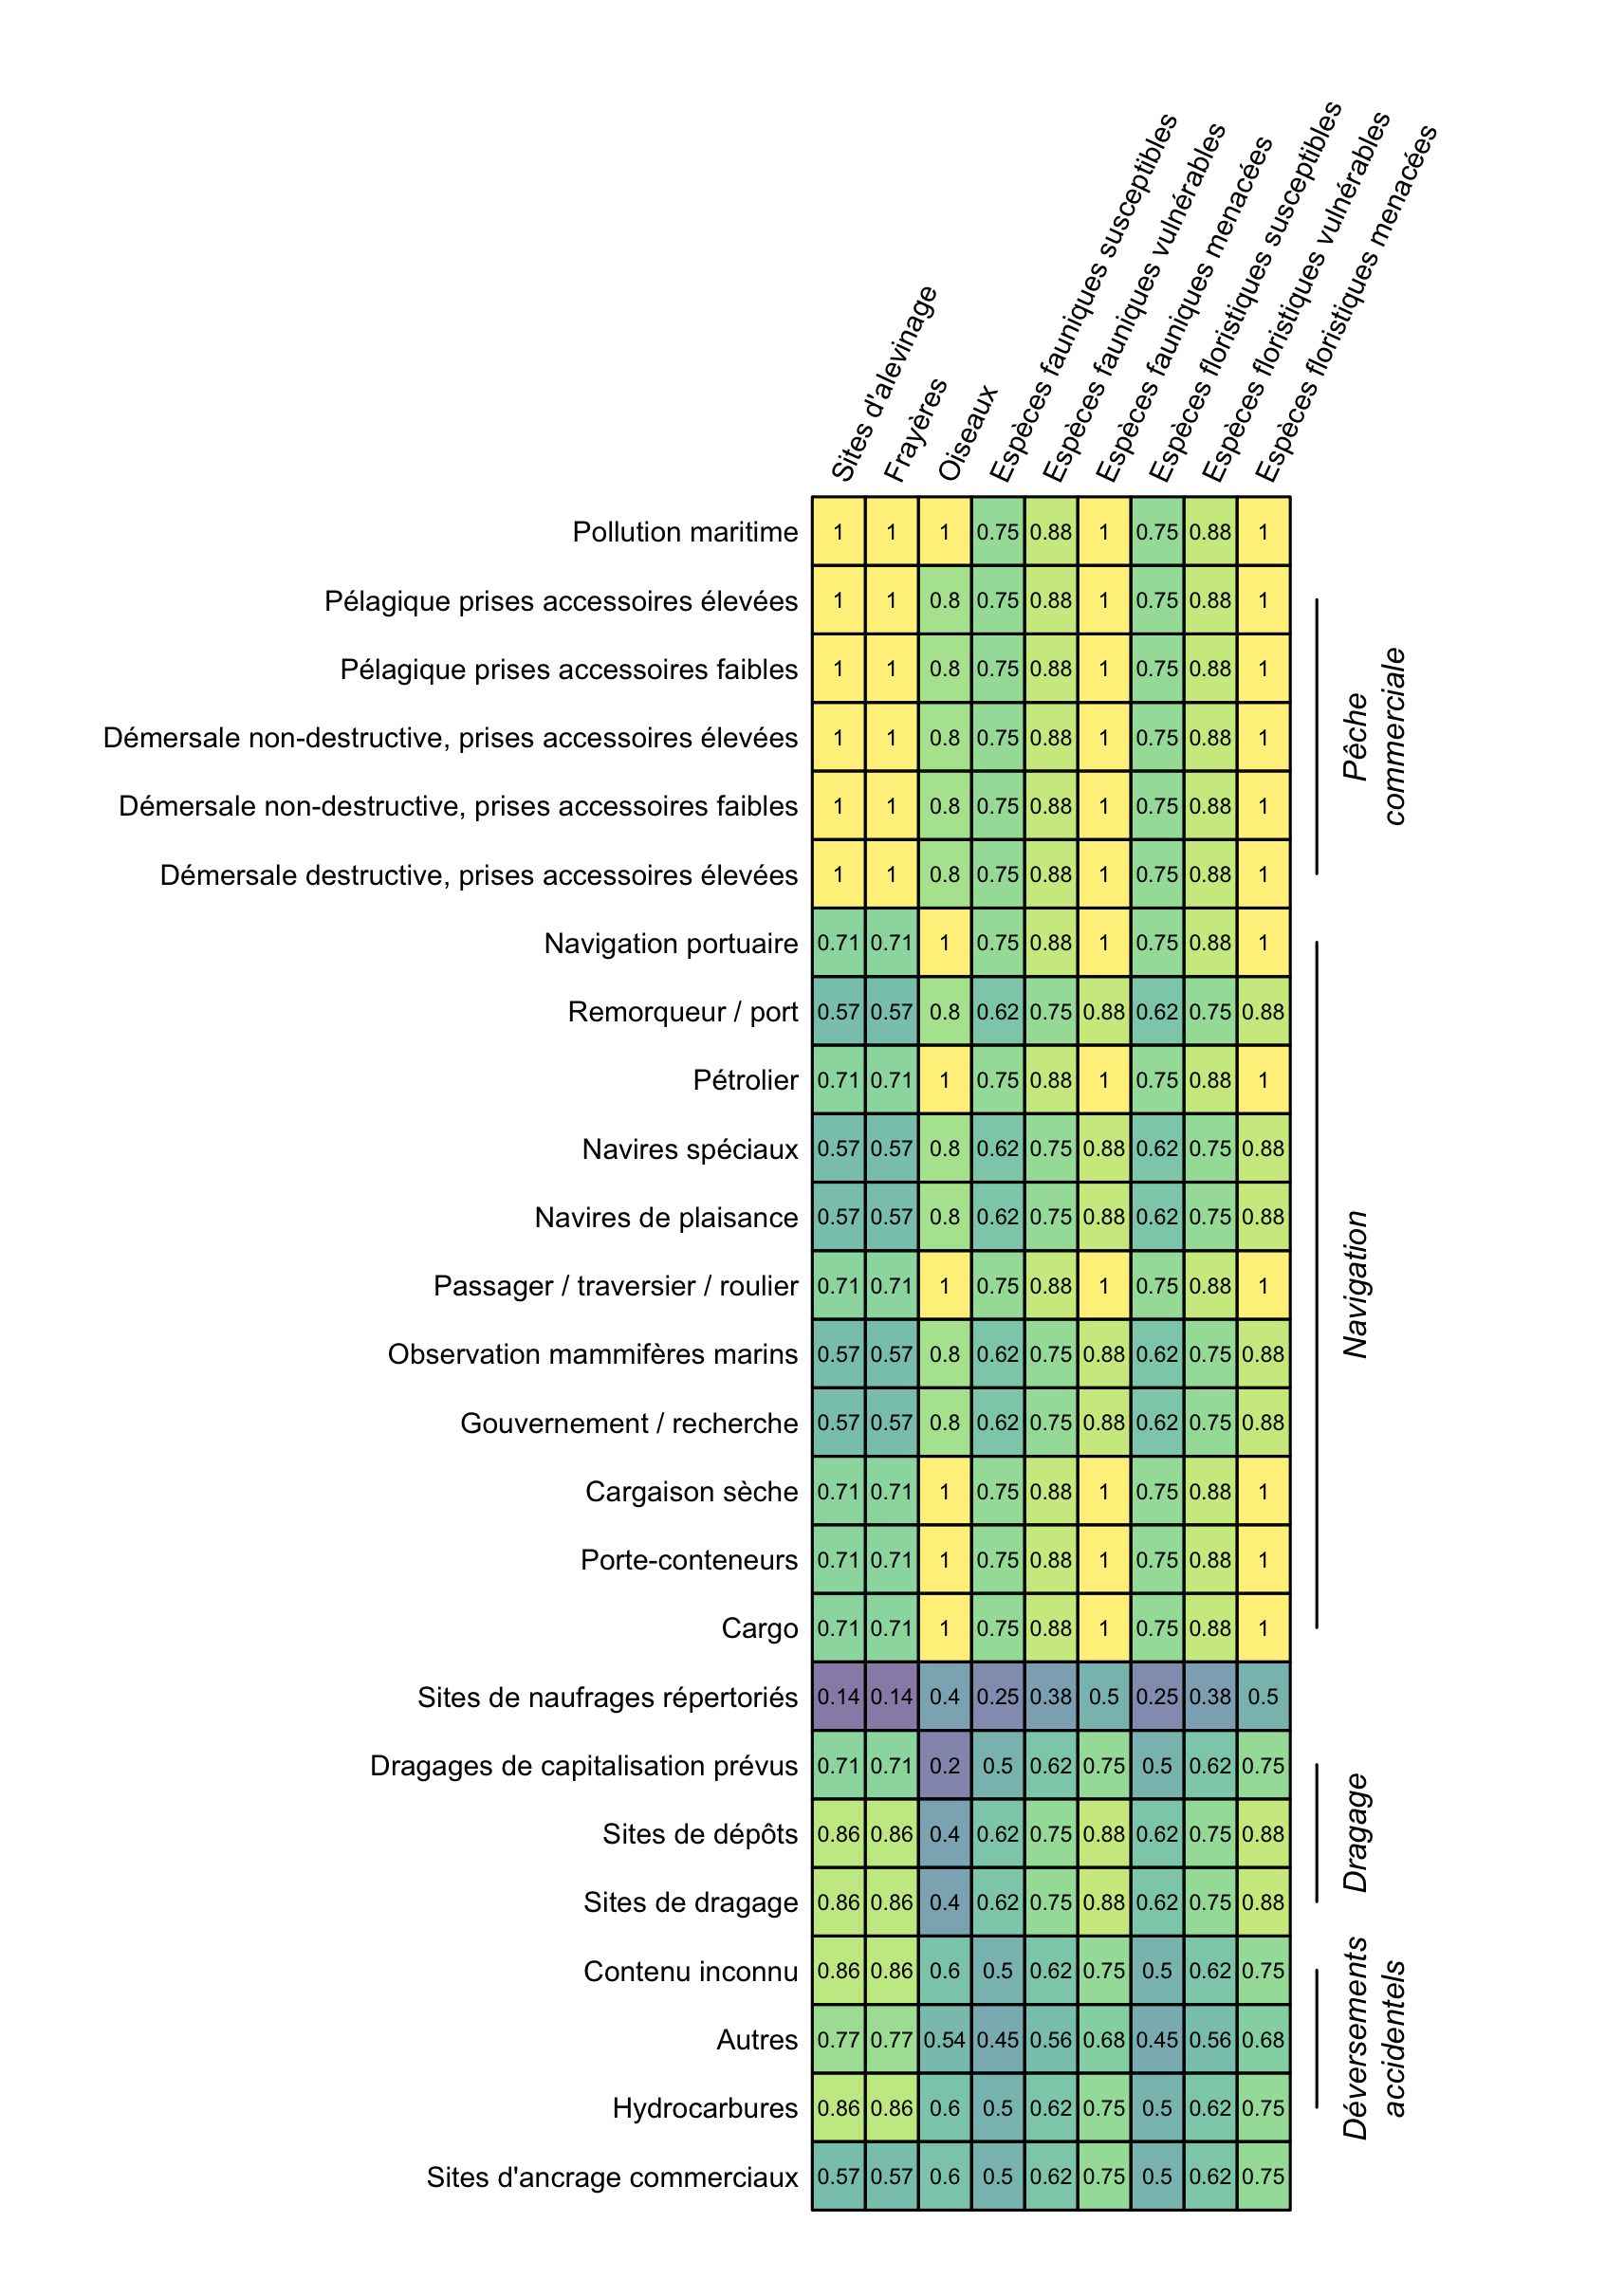 Sites d'alevinage
Frayères
Oiseaux
Espèces fauniques susceptibles
Espèces fauniques vulnérables
Espèces fauniques menacées
Espèces floristiques susceptibles
Espèces floristiques vulnérables
Espèces floristiques menacées
Pollution maritime 1 1 1 0.75 0.88 1 0.75 0.88 1
Pélagique prises accessoires élevées 1 1 0.8 0.75 0.88 1 0.75 0.88 1
Pélagique prises accessoires faibles 1 1 0.8 0.75 0.88 1 0.75 0.88 1
Démersale non-destructive, prises accessoires élevées 1 1 0.8 0.75 0.88 1 0.75 0.88 1
Démersale non-destructive, prises accessoires faibles 1 1 0.8 0.75 0.88 1 0.75 0.88 1
Démersale destructive, prises accessoires élevées 1 1 0.8 0.75 0.88 1 0.75 0.88 1
Pêche
commerciale
Navigation portuaire 0.71 0.71 1 0.75 0.88 1 0.75 0.88 1
Remorqueur / port 0.57 0.57 0.8 0.62 0.75 0.88 0.62 0.75 0.88
Pétrolier 0.71 0.71 1 0.75 0.88 1 0.75 0.88 1
Navires spéciaux 0.57 0.57 0.8 0.62 0.75 0.88 0.62 0.75 0.88
Navires de plaisance 0.57 0.57 0.8 0.62 0.75 0.88 0.62 0.75 0.88
Passager / traversier / roulier 0.71 0.71 1 0.75 0.88 1 0.75 0.88 1
Observation mammifères marins 0.57 0.57 0.8 0.62 0.75 0.88 0.62 0.75 0.88
Gouvernement / recherche 0.57 0.57 0.8 0.62 0.75 0.88 0.62 0.75 0.88
Cargaison sèche 0.71 0.71 1 0.75 0.88 1 0.75 0.88 1
Porte-conteneurs 0.71 0.71 1 0.75 0.88 1 0.75 0.88 1
Cargo 0.71 0.71 1 0.75 0.88 1 0.75 0.88 1
Navigation
Sites de naufrages répertoriés 0.14 0.14 0.4 0.25 0.38 0.5 0.25 0.38 0.5
Dragages de capitalisation prévus 0.71 0.71 0.2 0.5 0.62 0.75 0.5 0.62 0.75
Sites de dépôts 0.86 0.86 0.4 0.62 0.75 0.88 0.62 0.75 0.88
Sites de dragage 0.86 0.86 0.4 0.62 0.75 0.88 0.62 0.75 0.88
Dragage
Contenu inconnu 0.86 0.86 0.6 0.5 0.62 0.75 0.5 0.62 0.75
Autres 0.77 0.77 0.54 0.45 0.56 0.68 0.45 0.56 0.68
Hydrocarbures 0.86 0.86 0.6 0.5 0.62 0.75 0.5 0.62 0.75
Déversements
accidentels
Sites d'ancrage commerciaux 0.57 0.57 0.6 0.5 0.62 0.75 0.5 0.62 0.75